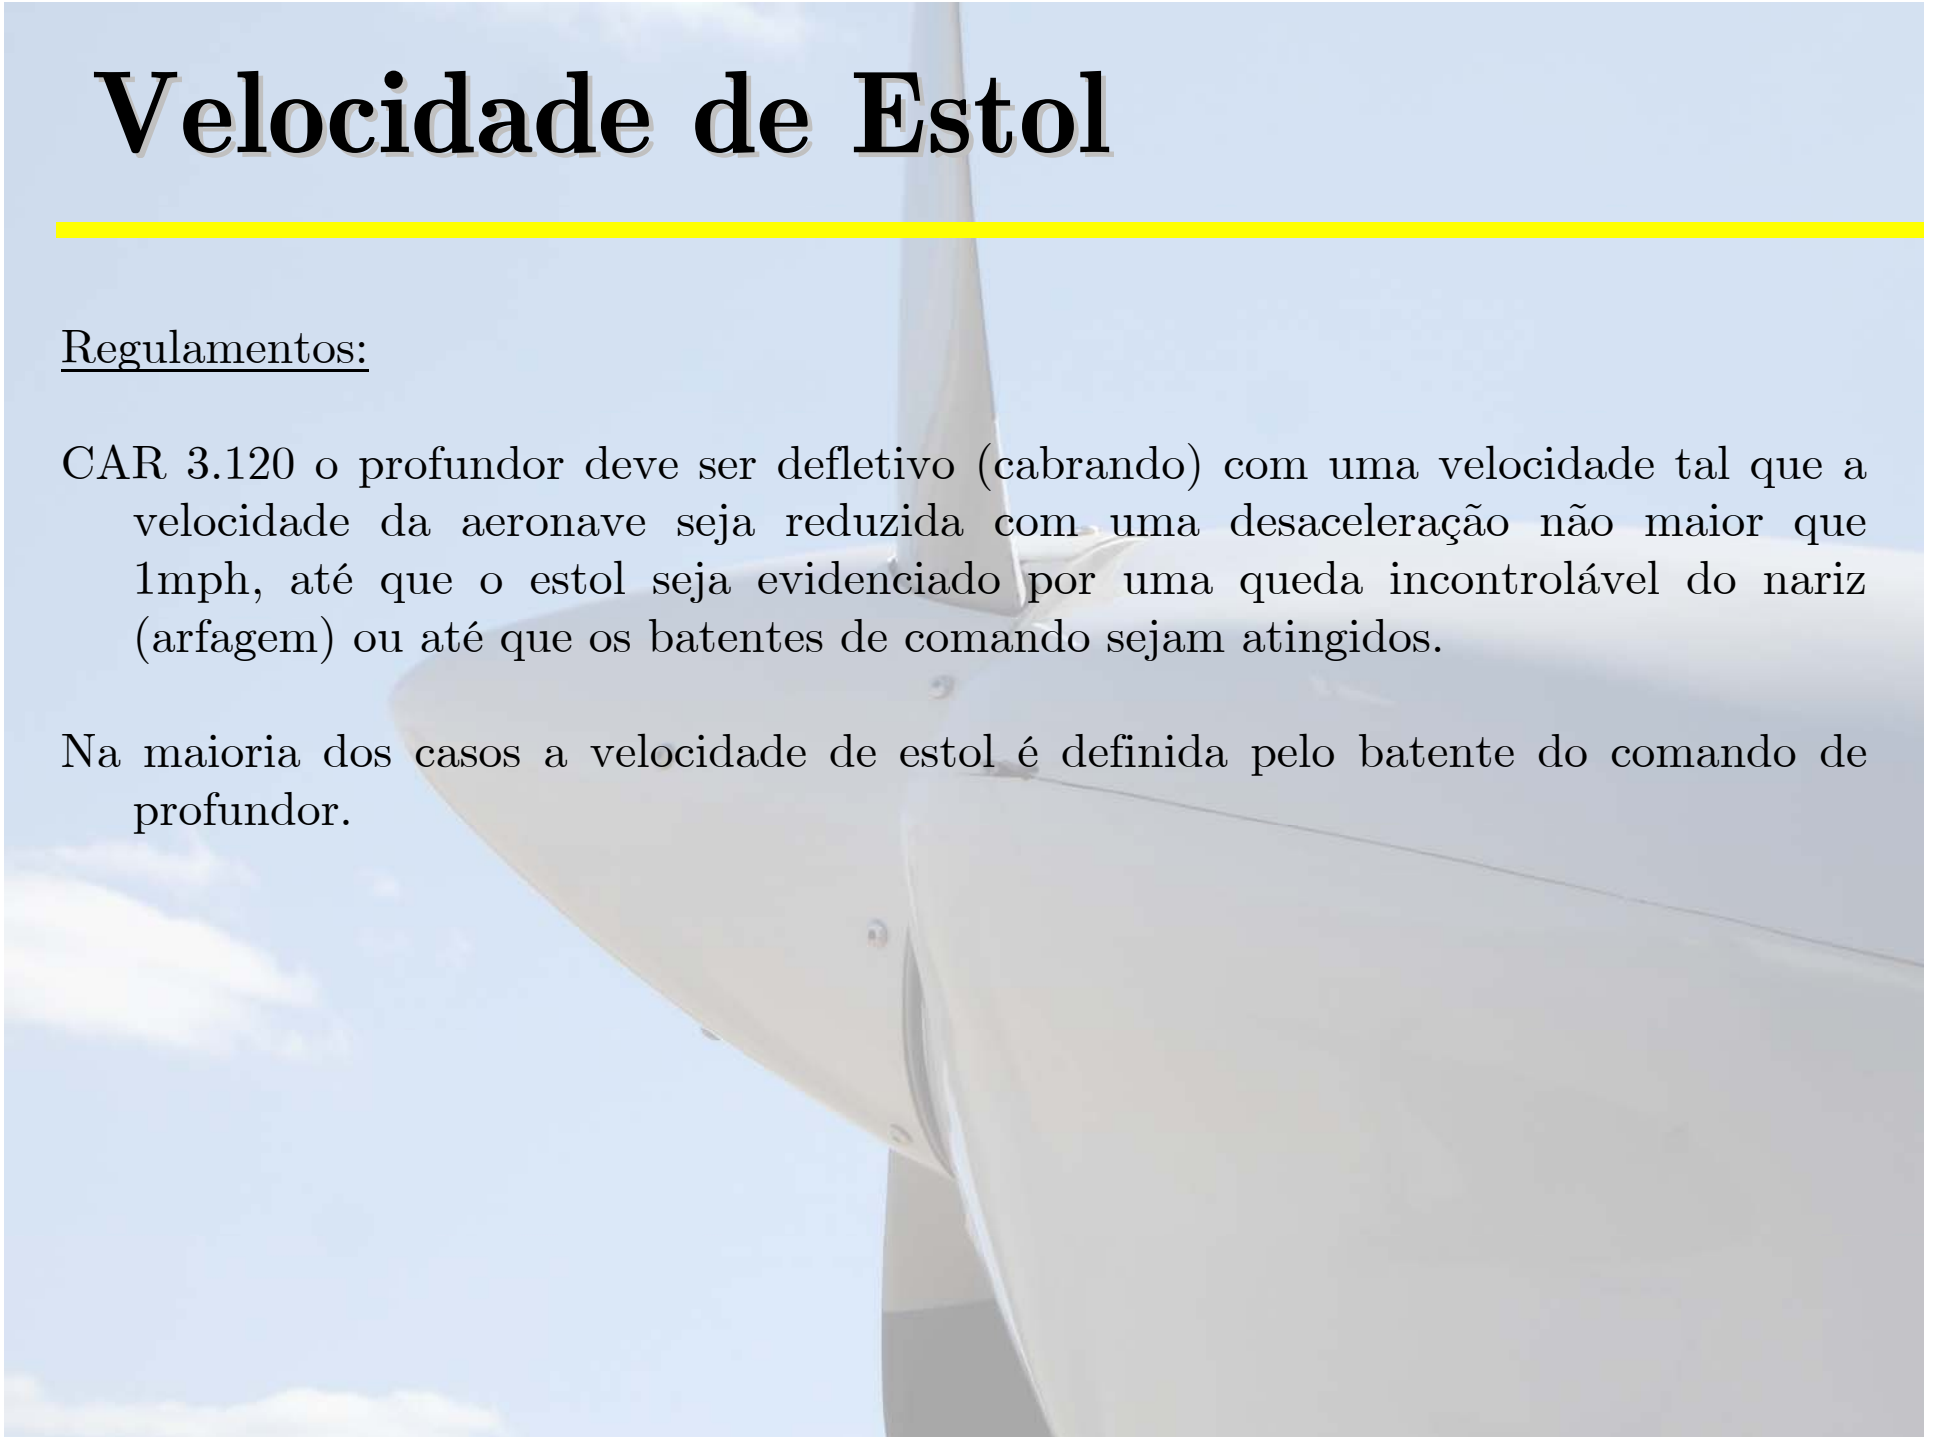 Velocidade de Estol
Regulamentos:
CAR 3.120 o profundor deve ser defletivo (cabrando) com uma velocidade tal que a
velocidade da aeronave seja reduzida com uma desaceleração não maior que
1mph, até que o estol seja evidenciado por uma queda incontrolável do nariz
(arfagem) ou até que os batentes de comando sejam atingidos.
Na maioria dos casos a velocidade de estol é definida pelo batente do comando de
profundor.